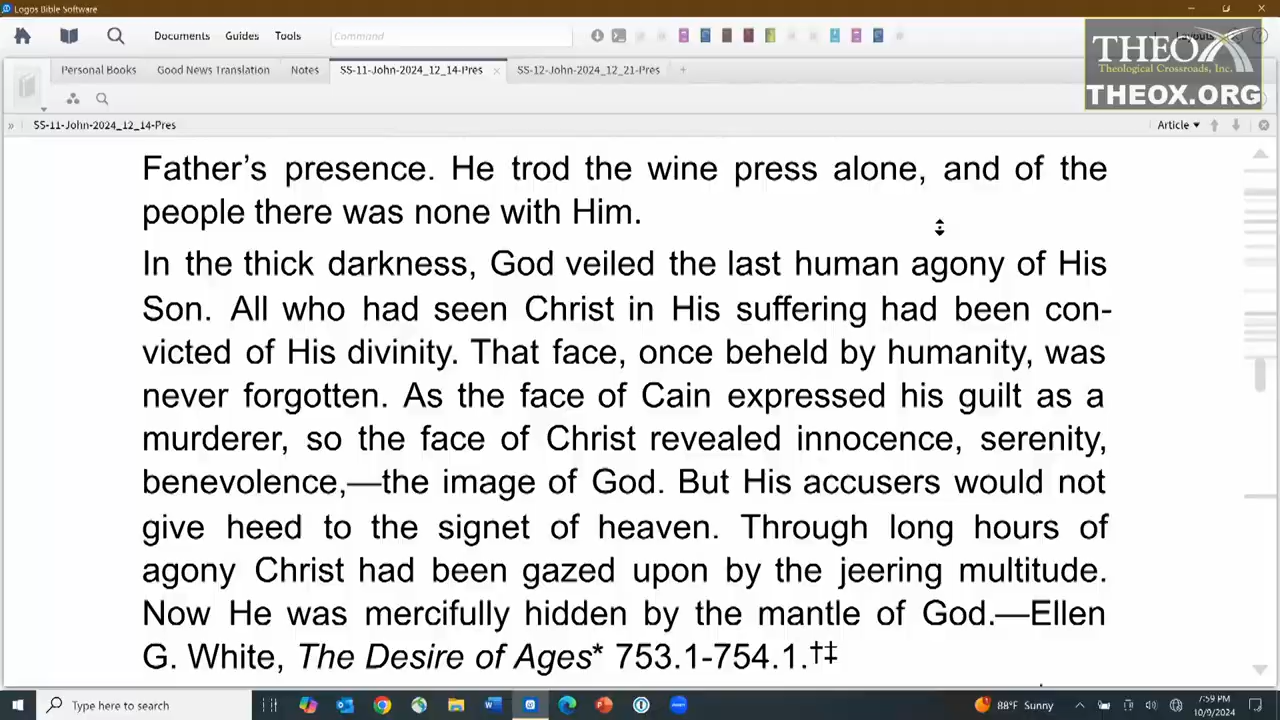 Logos Bible Software
Documents Guides Tools Command
THEOX
Theological Crossroads, Inc.
THEOX.ORG
Personal Books Good News Translation Notes SS-11-John-2024_12_14-Pres SS-12-John-2024_12_21-Pres
SS-11-John-2024_12_14-Pres Article
Father’s presence. He trod the wine press alone, and of the
people there was none with Him.
In the thick darkness, God veiled the last human agony of His
Son. All who had seen Christ in His suffering had been con-
victed of His divinity. That face, once beheld by humanity, was
never forgotten. As the face of Cain expressed his guilt as a
murderer, so the face of Christ revealed innocence, serenity,
benevolence,—the image of God. But His accusers would not
give heed to the signet of heaven. Through long hours of
agony Christ had been gazed upon by the jeering multitude.
Now He was mercifully hidden by the mantle of God.—Ellen
G. White, The Desire of Ages* 753.1-754.1.†‡
Type here to search 88°F Sunny 7:59 PM
10/9/2024